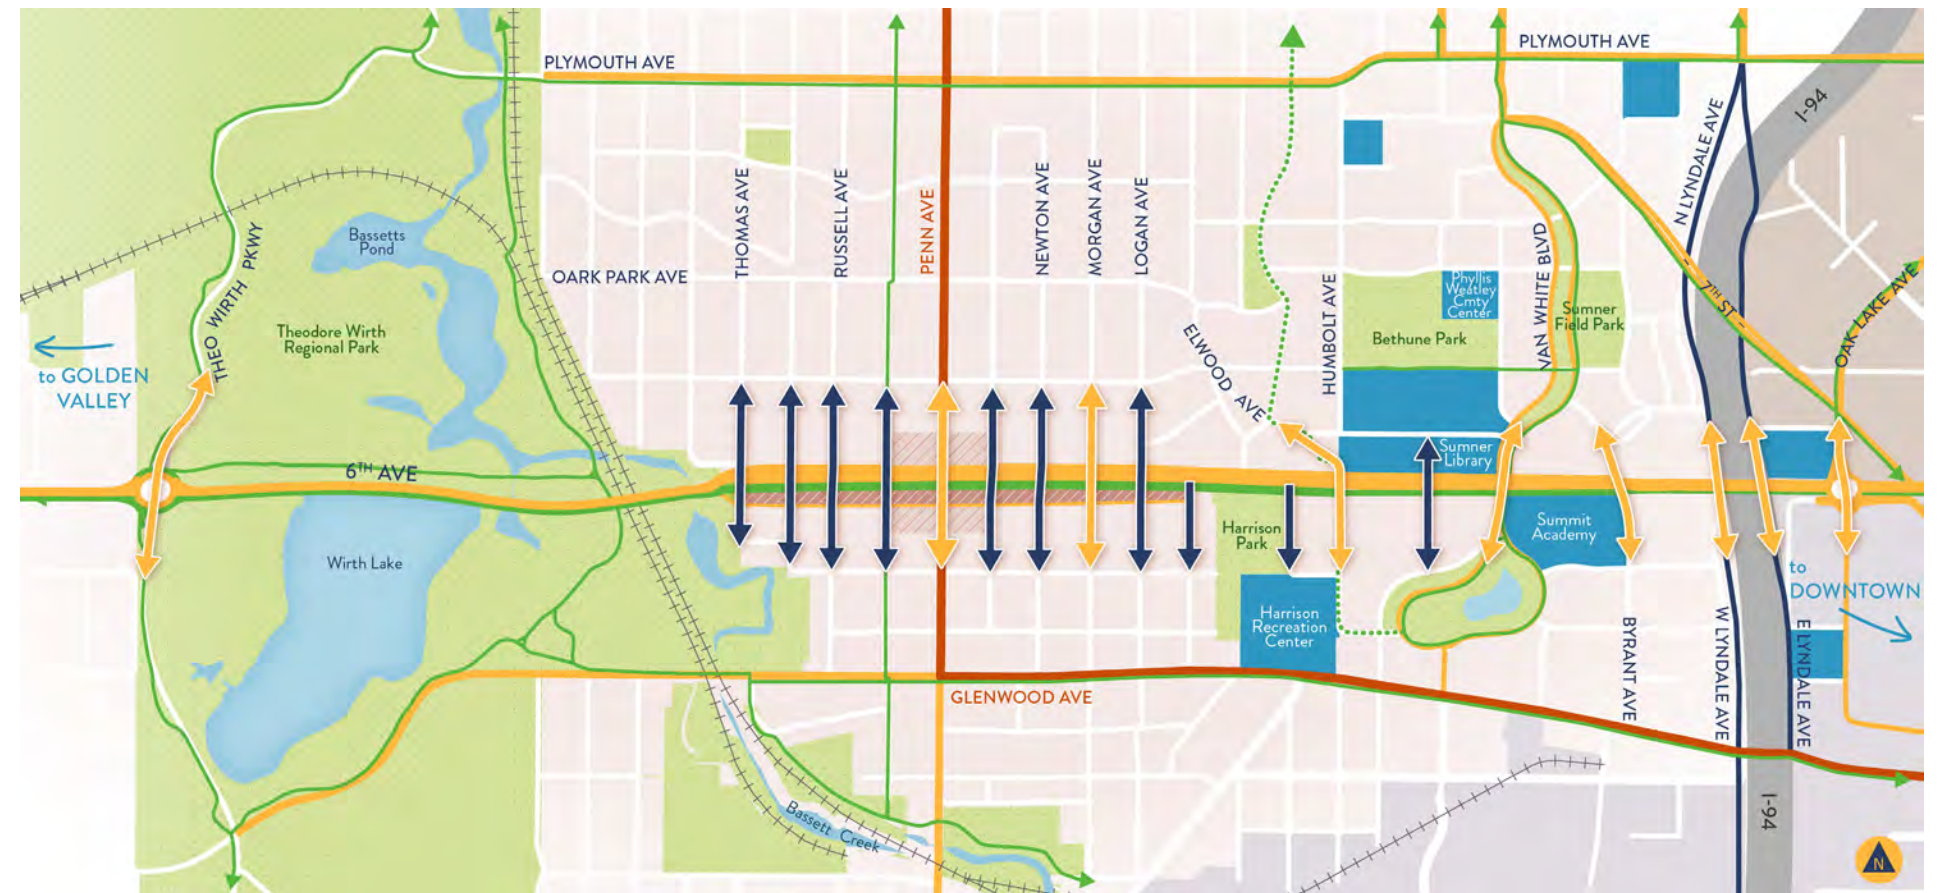 PLYMOUTH AVE
PLYMOUTH AVE
I-94
N LYNDALE AVE
THOMAS AVE
RUSSELL AVE
PENN AVE
NEWTON AVE
MORGAN AVE
LOGAN AVE
Bassetts
Pond
THEO WIRTH PKWY
OARK PARK AVE
ELWOOD AVE
HUMBOLT AVE
Phyllis
Weatley
Cmty
Center
VAN WHITE BLVD
Sumner
Field Park
7TH ST
OAK LAKE AVE
Theodore Wirth
Regional Park
Bethune Park
to GOLDEN
VALLEY
6TH AVE
Sumner
Library
Harrison
Park
Summit
Academy
Wirth Lake
to
DOWNTOWN
Harrison
Recreation
Center
BYRANT AVE
W LYNDALE AVE
E LYNDALE AVE
GLENWOOD AVE
Bassett Creek
I-94
N